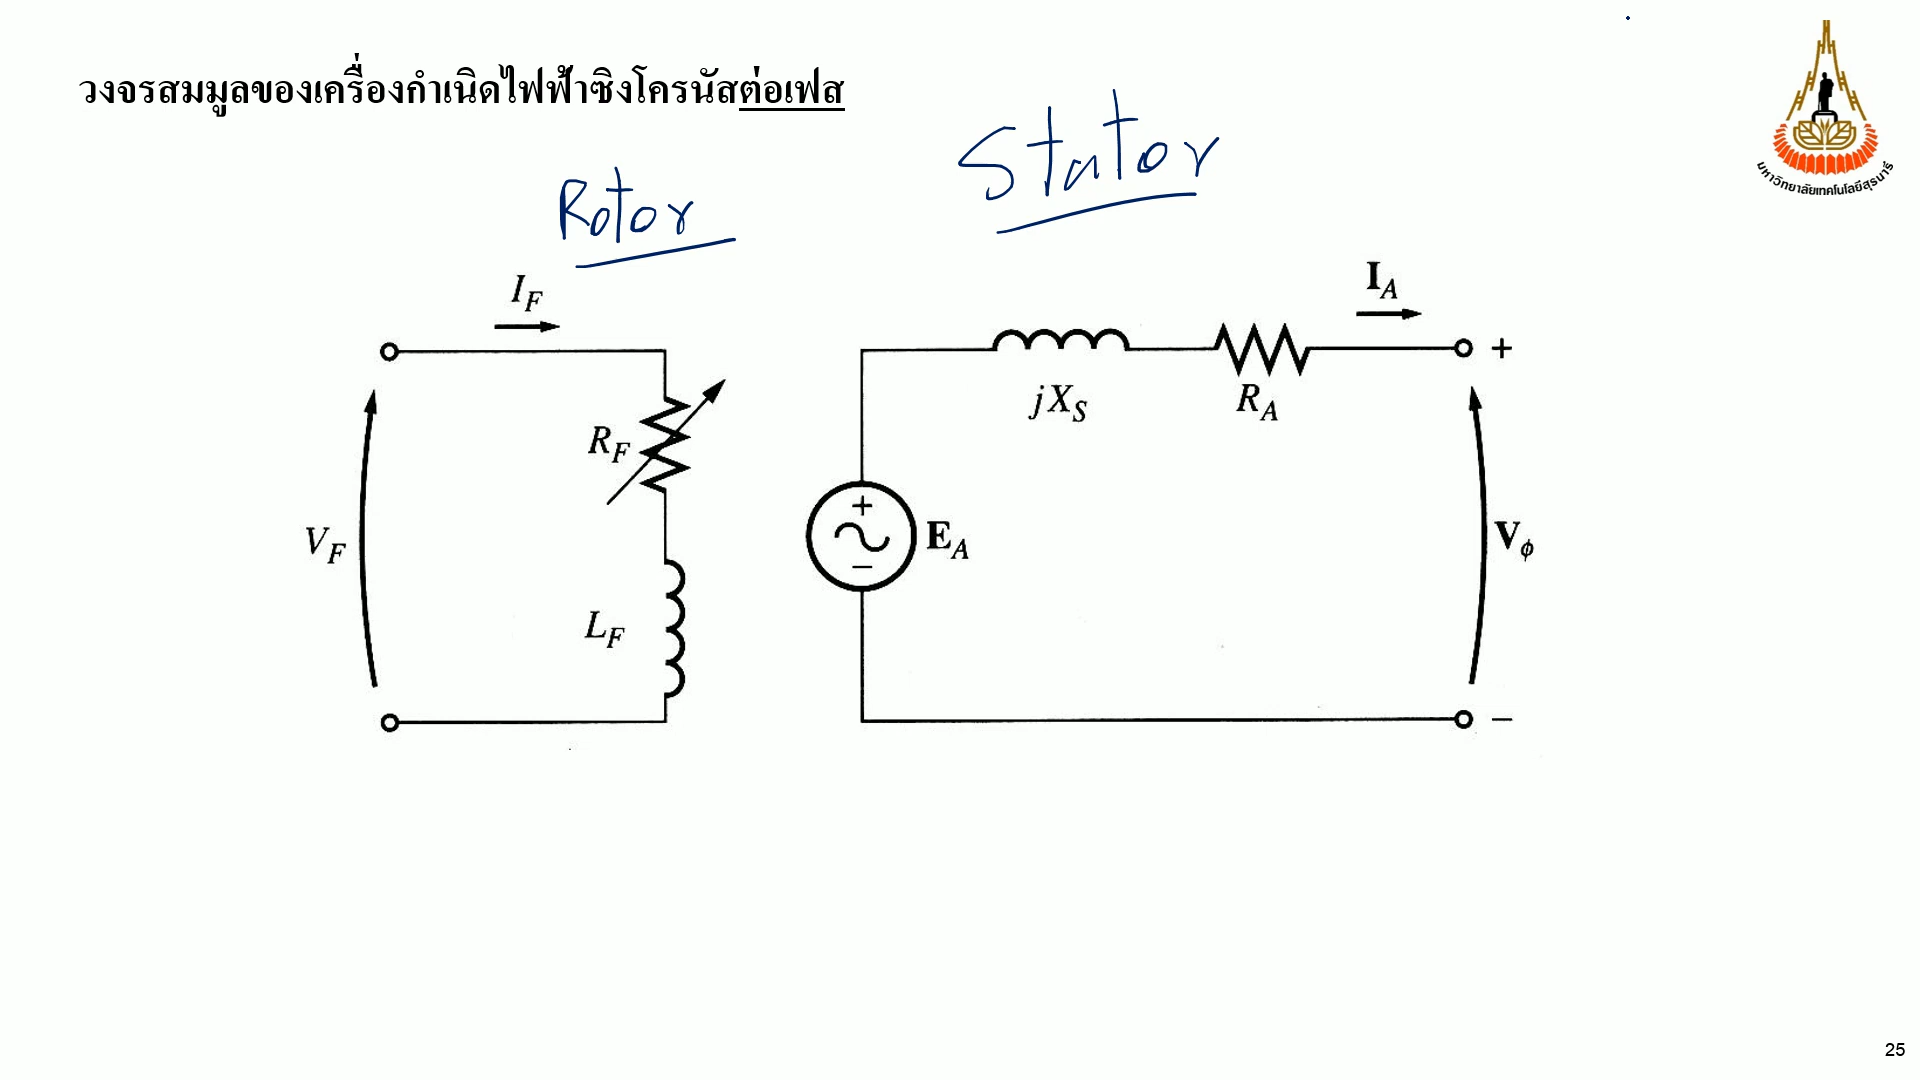 วงจรสมมูลของเครื่องกำเนิดไฟฟ้าซิงโครนัสต่อเฟส
มหาวิทยาลัยเทคโนโลยีสุรนารี
Rotor
Stator
I_F
I_A
+
jX_S
R_A
R_F
V_F
+
E_A
V_ϕ
−
L_F
−
25